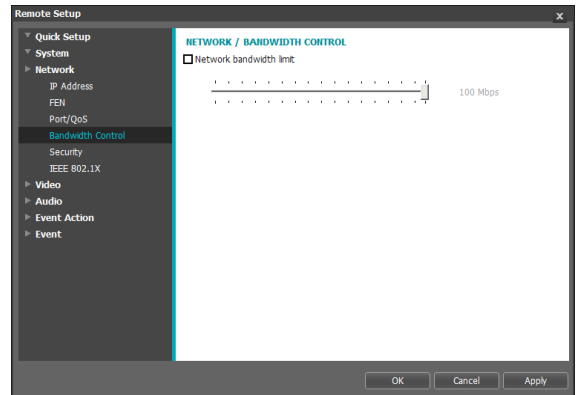 Remote Setup
x
Quick Setup
System
Network
IP Address
FEN
Port/QoS
Bandwidth Control
Security
IEEE 802.1X
Video
Audio
Event Action
Event
NETWORK / BANDWIDTH CONTROL
Network bandwidth limit
100 Mbps
OK
Cancel
Apply